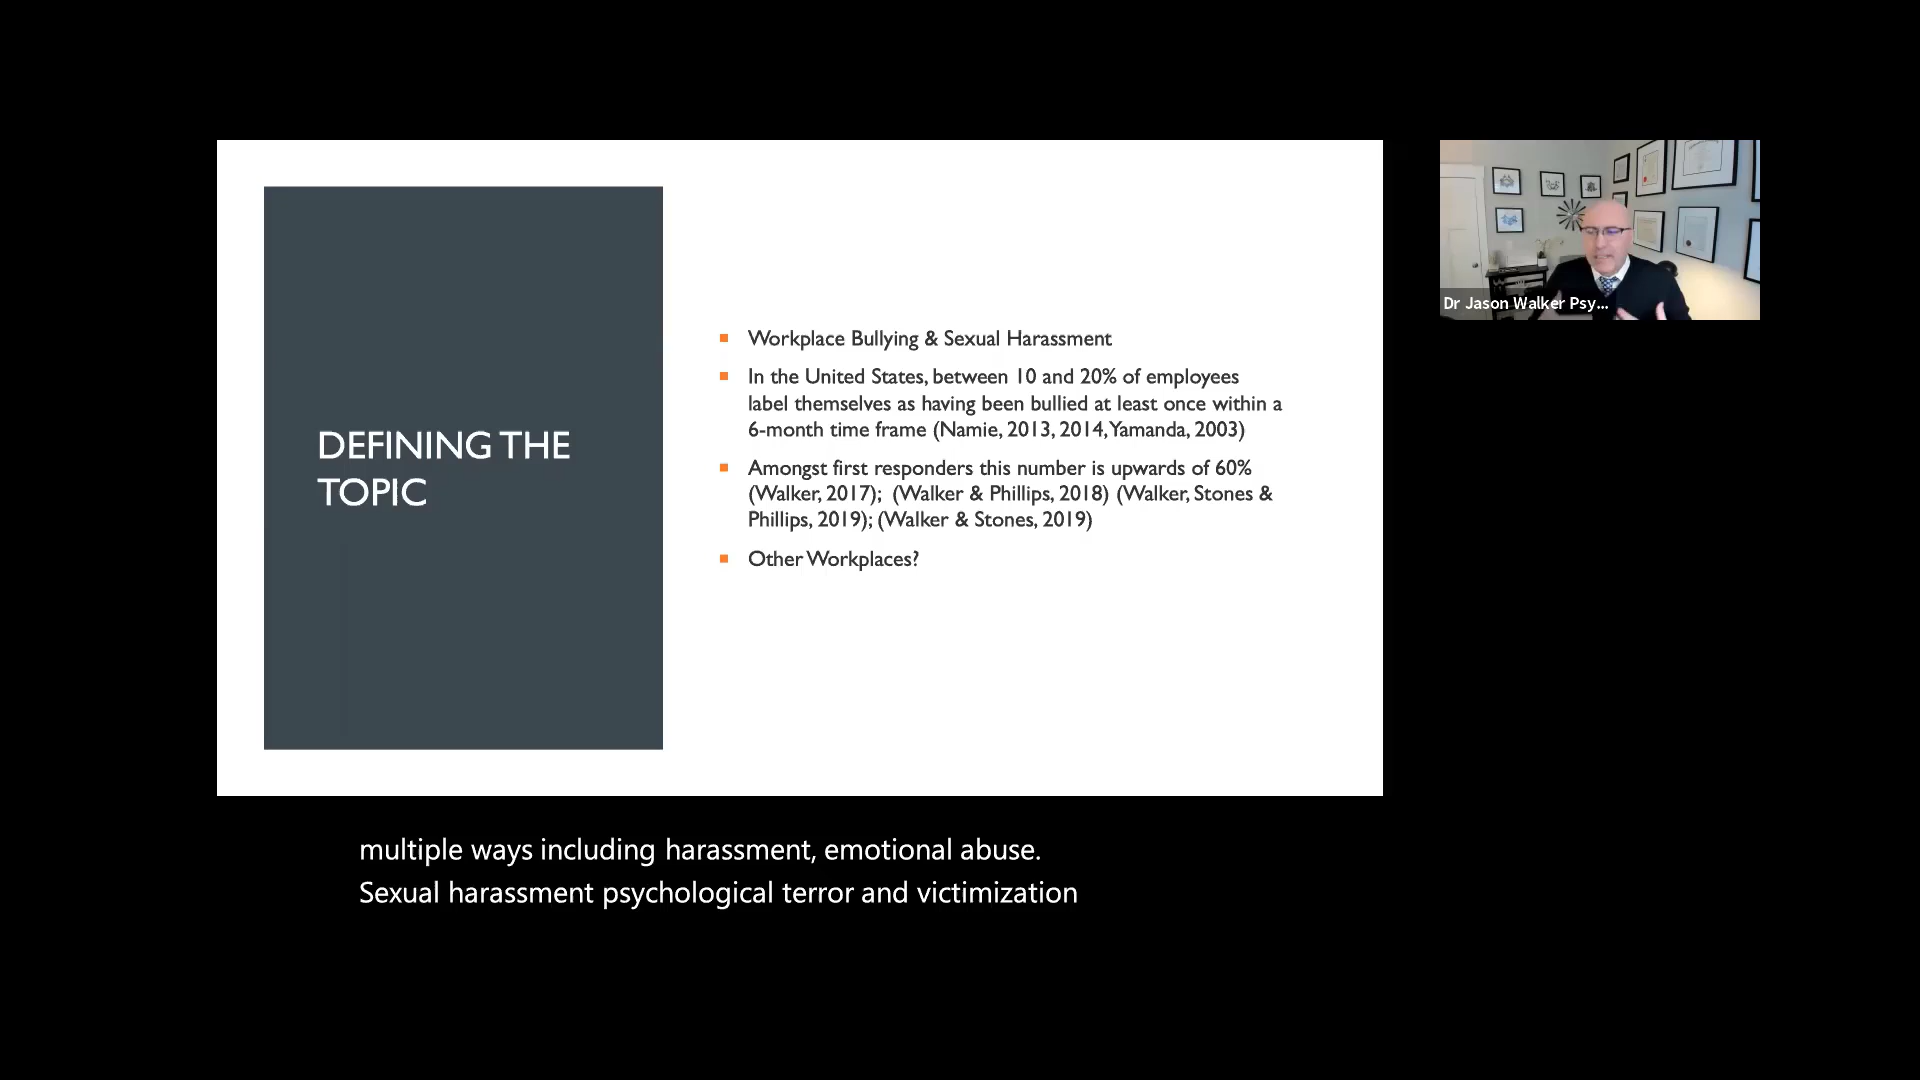 DEFINING THE
TOPIC
Workplace Bullying & Sexual Harassment
In the United States, between 10 and 20% of employees
label themselves as having been bullied at least once within a
6-month time frame (Namie, 2013, 2014, Yamanda, 2003)
Amongst first responders this number is upwards of 60%
(Walker, 2017); (Walker & Phillips, 2018) (Walker, Stones &
Phillips, 2019); (Walker & Stones, 2019)
Other Workplaces?
Dr Jason Walker Psy...
multiple ways including harassment, emotional abuse.
Sexual harassment psychological terror and victimization